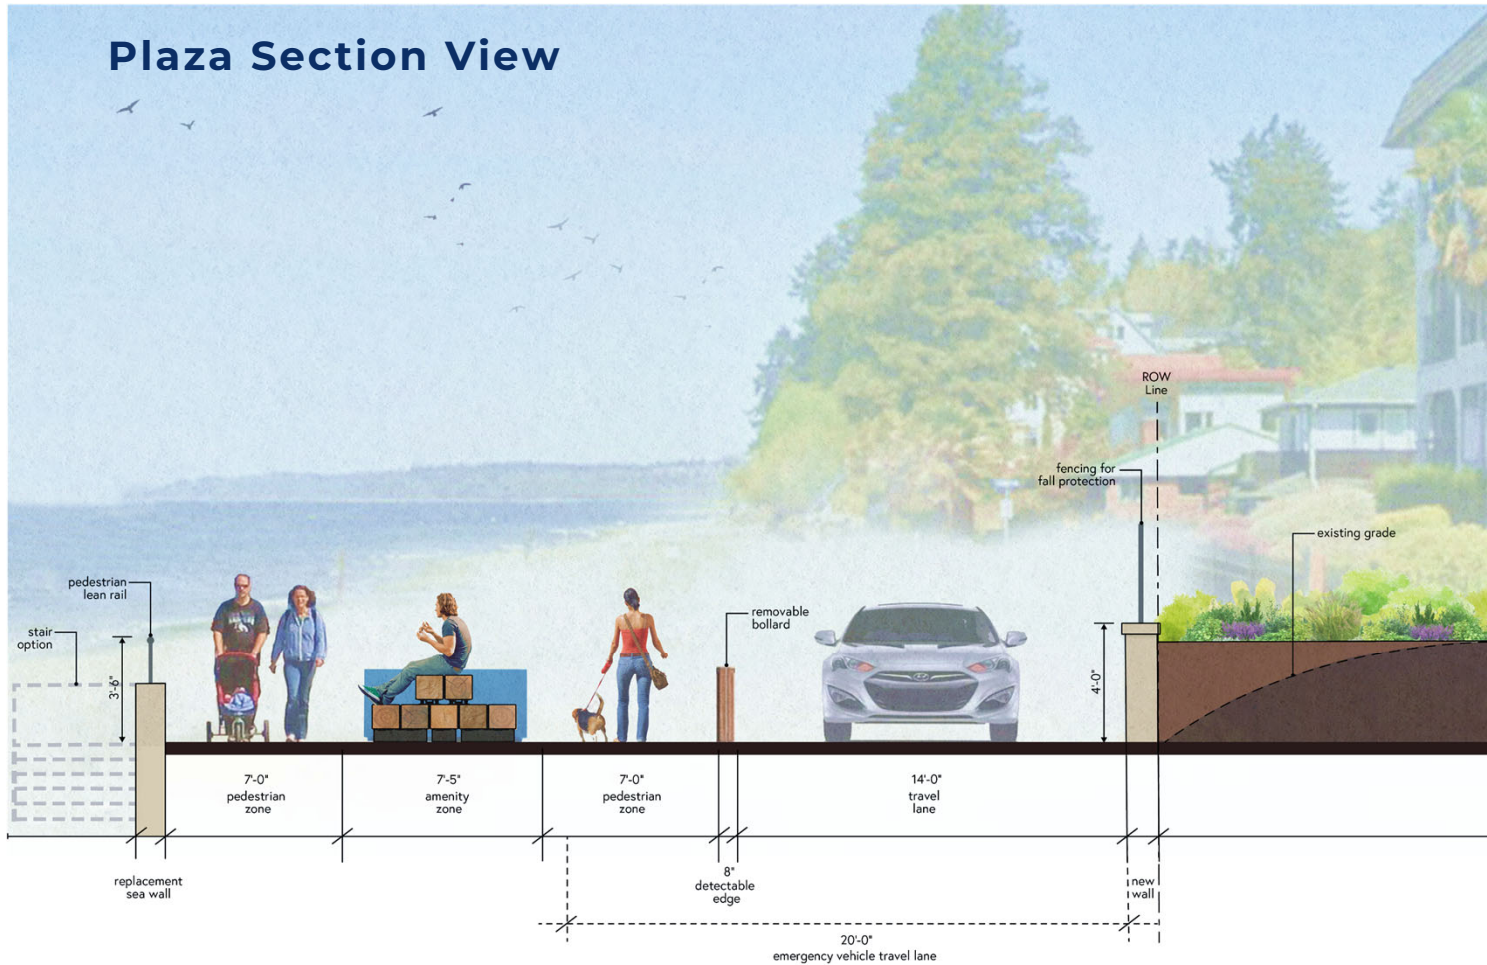 Plaza Section View
ROW
Line
fencing for
fall protection
existing grade
pedestrian
lean rail
removable
bollard
stair
option
3'-6"
4'-0"
7'-0"
pedestrian
zone
7'-5"
amenity
zone
7'-0"
pedestrian
zone
14'-0"
travel
lane
replacement
sea wall
8"
detectable
edge
new
wall
20'-0"
emergency vehicle travel lane